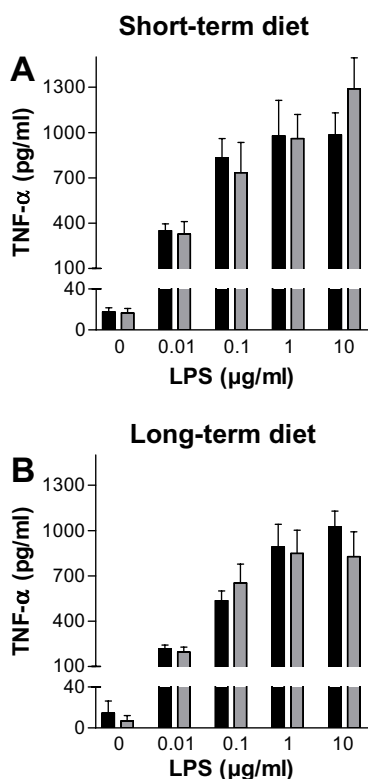 Short-term diet
A
TNF-α (pg/ml)
1300
1000
700
400
100
40
0
0 0.01 0.1 1 10
LPS (µg/ml)
Long-term diet
B
TNF-α (pg/ml)
1300
1000
700
400
100
40
0
0 0.01 0.1 1 10
LPS (µg/ml)